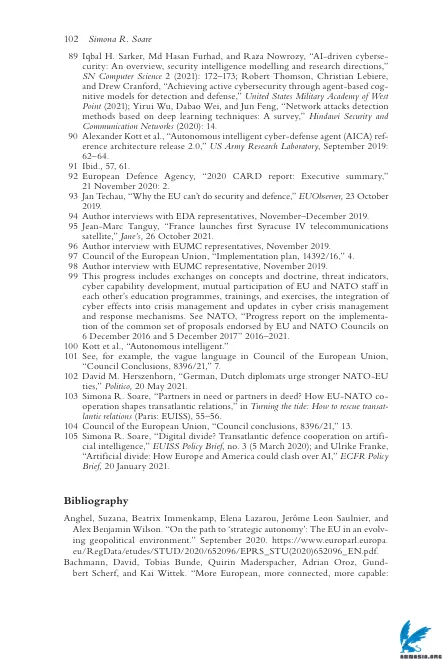 102 Simona R. Soare
89 Iqbal H. Sarker, Md Hasan Furhad, and Raza Nowrozy, “AI-driven cyberse-
curity: An overview, security intelligence modelling and research directions,”
SN Computer Science 2 (2021): 172–173; Robert Thomson, Christian Lebiere,
and Drew Cranford, “Achieving active cybersecurity through agent-based cog-
nitive models for detection and defense,” United States Military Academy of West
Point (2021); Yirui Wu, Dabao Wei, and Jun Feng, “Network attacks detection
methods based on deep learning techniques: A survey,” Hindawi Security and
Communication Networks (2020): 14.
90 Alexander Kott et al., “Autonomous intelligent cyber-defense agent (AICA) ref-
erence architecture release 2.0,” US Army Research Laboratory, September 2019:
62–64.
91 Ibid., 57, 61.
92 European Defence Agency, “2020 CARD report: Executive summary,”
21 November 2020: 2.
93 Jan Techau, “Why the EU can’t do security and defence,” EUObserver, 23 October
2019.
94 Author interviews with EDA representatives, November–December 2019.
95 Jean-Marc Tanguy, “France launches first Syracuse IV telecommunications
satellite,” Jane’s, 26 October 2021.
96 Author interview with EUMC representatives, November 2019.
97 Council of the European Union, “Implementation plan, 14392/16,” 4.
98 Author interview with EUMC representative, November 2019.
99 This progress includes exchanges on concepts and doctrine, threat indicators,
cyber capability development, mutual participation of EU and NATO staff in
each other’s education programmes, trainings, and exercises, the integration of
cyber effects into crisis management and updates in cyber crisis management
and response mechanisms. See NATO, “Progress report on the implementa-
tion of the common set of proposals endorsed by EU and NATO Councils on
6 December 2016 and 5 December 2017” 2016–2021.
100 Kott et al., “Autonomous intelligent.”
101 See, for example, the vague language in Council of the European Union,
“Council Conclusions, 8396/21,” 7.
102 David M. Herszenhorn, “German, Dutch diplomats urge stronger NATO-EU
ties,” Politico, 20 May 2021.
103 Simona R. Soare, “Partners in need or partners in deed? How EU-NATO co-
operation shapes transatlantic relations,” in Turning the tide: How to rescue transat-
lantic relations (Paris: EUISS), 55–56.
104 Council of the European Union, “Council conclusions, 8396/21,” 13.
105 Simona R. Soare, “Digital divide? Transatlantic defence cooperation on artifi-
cial intelligence,” EUISS Policy Brief, no. 3 (5 March 2020); and Ulrike Franke,
“Artificial divide: How Europe and America could clash over AI,” ECFR Policy
Brief, 20 January 2021.
Bibliography
Anghel, Suzana, Beatrix Immenkamp, Elena Lazarou, Jerôme Leon Saulnier, and
Alex Benjamin Wilson. “On the path to ‘strategic autonomy’: The EU in an evolv-
ing geopolitical environment.” September 2020. https://www.europarl.europa.
eu/RegData/etudes/STUD/2020/652096/EPRS_STU(2020)652096_EN.pdf.
Bachmann, David, Tobias Bunde, Quirin Maderspacher, Adrian Oroz, Gund-
bert Scherf, and Kai Wittek. “More European, more connected, more capable: